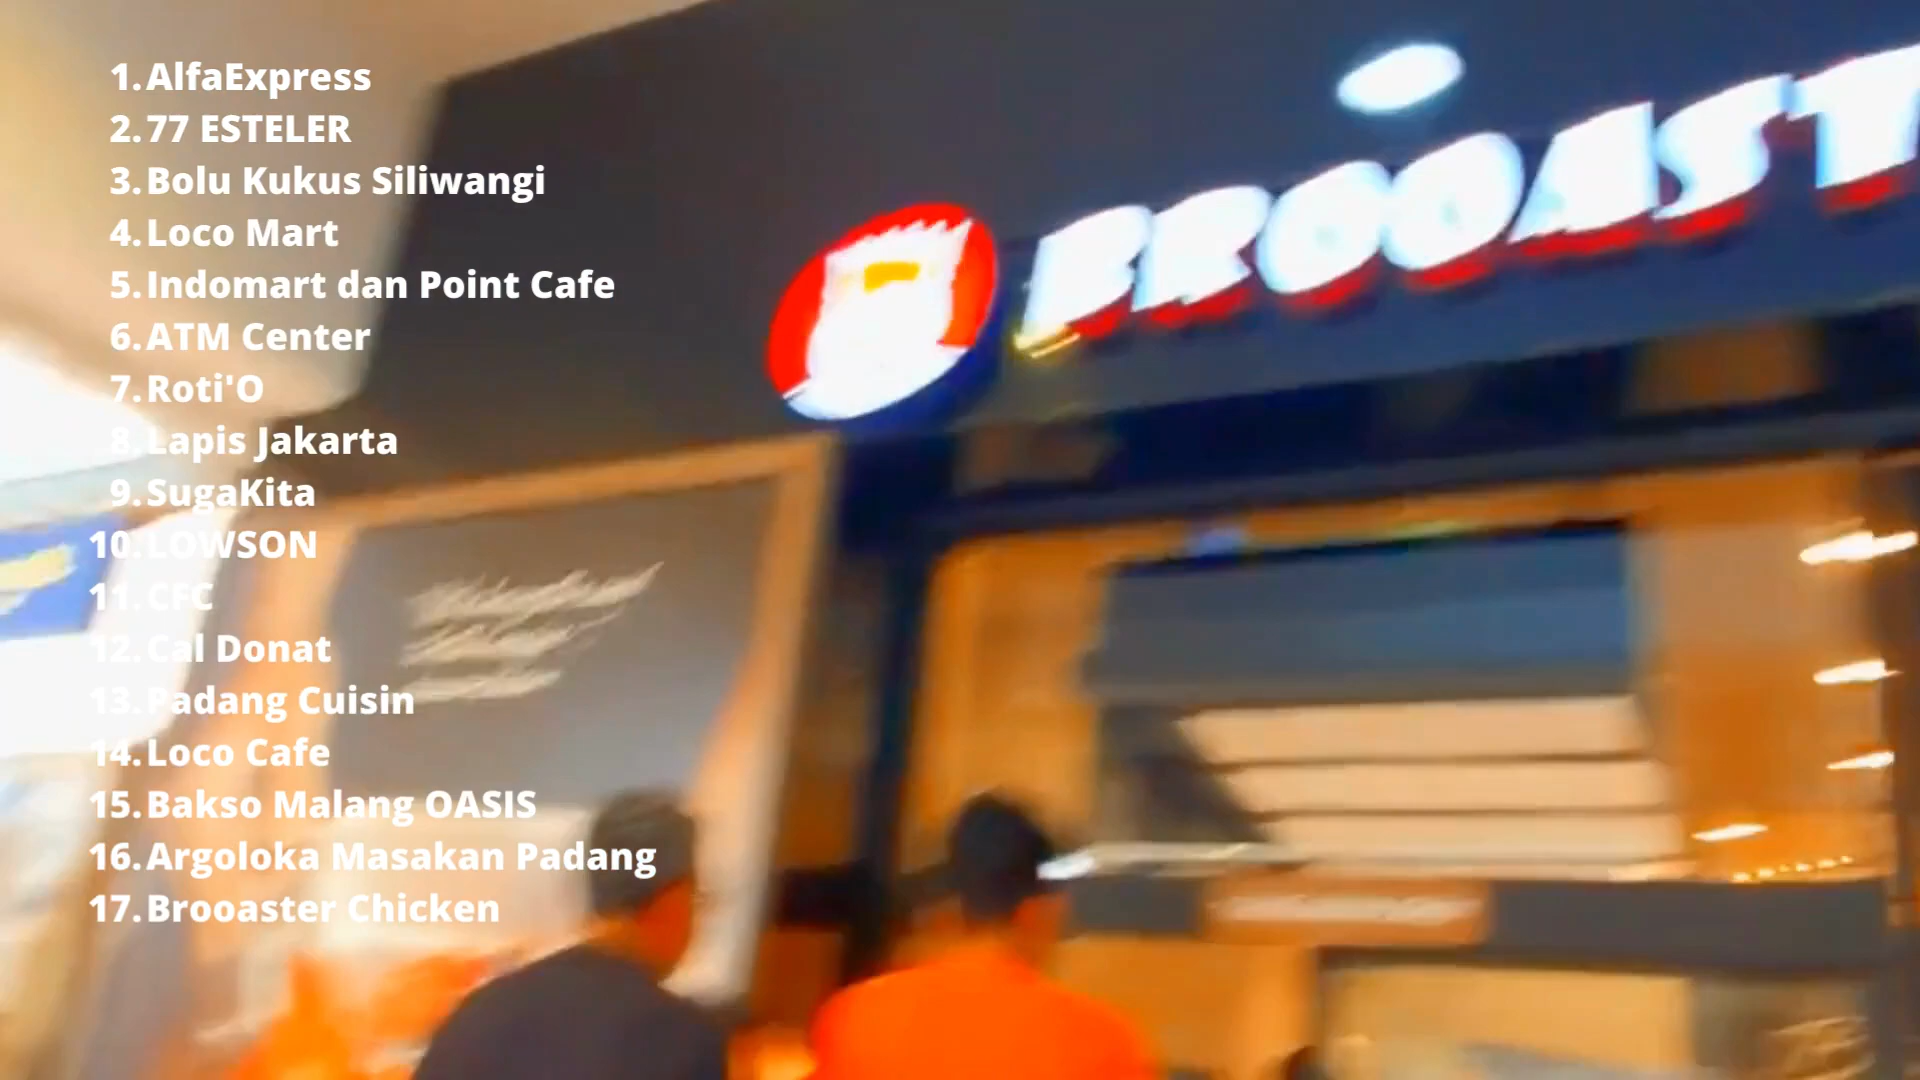 1. AlfaExpress
2. 77 ESTELER
3. Bolu Kukus Siliwangi
4. Loco Mart
5. Indomart dan Point Cafe
6. ATM Center
7. Roti'O
8. Lapis Jakarta
9. SugaKita
10. LOWSON
11. CFC
12. Cal Donat
13. Padang Cuisin
14. Loco Cafe
15. Bakso Malang OASIS
16. Argoloka Masakan Padang
17. Brooaster Chicken
BROOAST